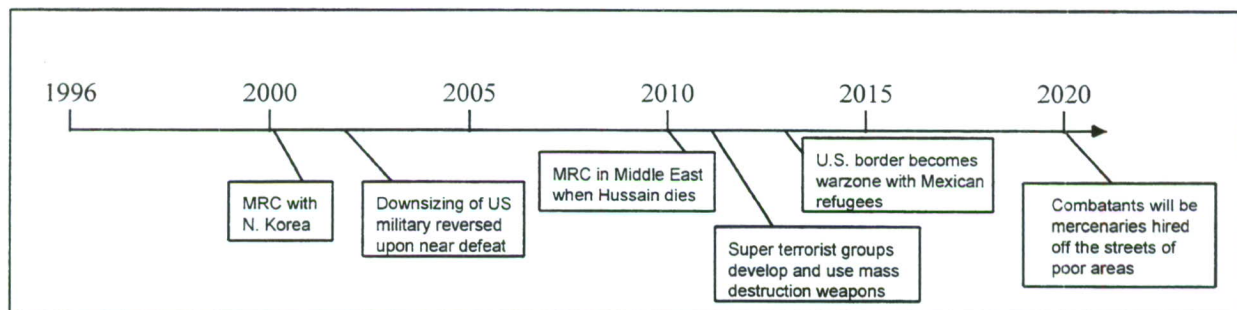 1996
2000
2005
2010
2015
2020
MRC with
N. Korea
Downsizing of US
military reversed
upon near defeat
MRC in Middle East
when Hussain dies
Super terrorist groups
develop and use mass
destruction weapons
U.S. border becomes
warzone with Mexican
refugees
Combatants will be
mercenaries hired
off the streets of
poor areas